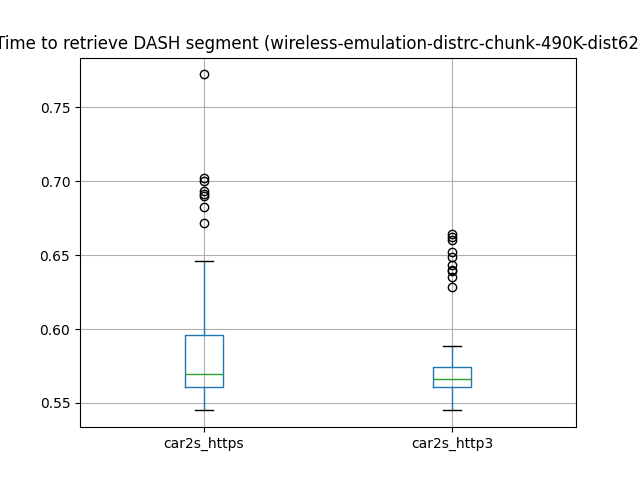 Time to retrieve DASH segment (wireless-emulation-distrc-chunk-490K-dist62
0.75
0.70
0.65
0.60
0.55
car2s_https car2s_http3